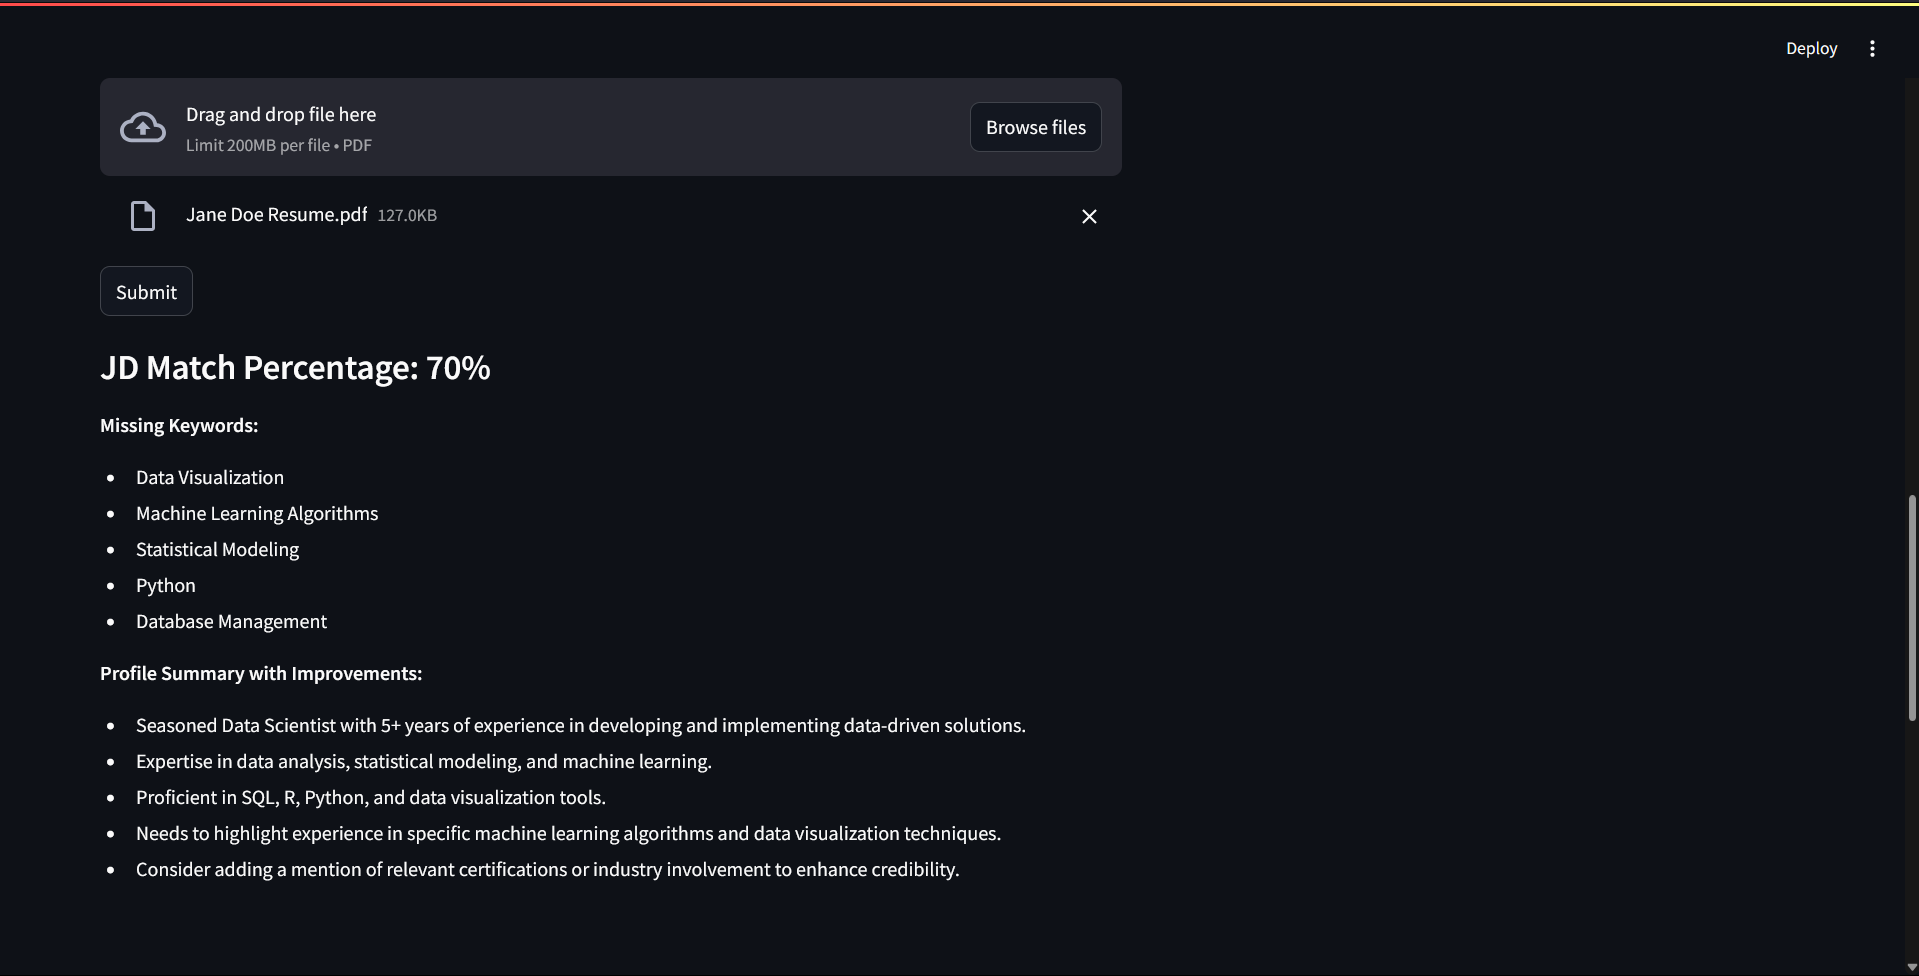 Deploy
Drag and drop file here
Limit 200MB per file • PDF
Browse files
Jane Doe Resume.pdf 127.0KB
Submit
JD Match Percentage: 70%
Missing Keywords:
• Data Visualization
• Machine Learning Algorithms
• Statistical Modeling
• Python
• Database Management
Profile Summary with Improvements:
• Seasoned Data Scientist with 5+ years of experience in developing and implementing data-driven solutions.
• Expertise in data analysis, statistical modeling, and machine learning.
• Proficient in SQL, R, Python, and data visualization tools.
• Needs to highlight experience in specific machine learning algorithms and data visualization techniques.
• Consider adding a mention of relevant certifications or industry involvement to enhance credibility.